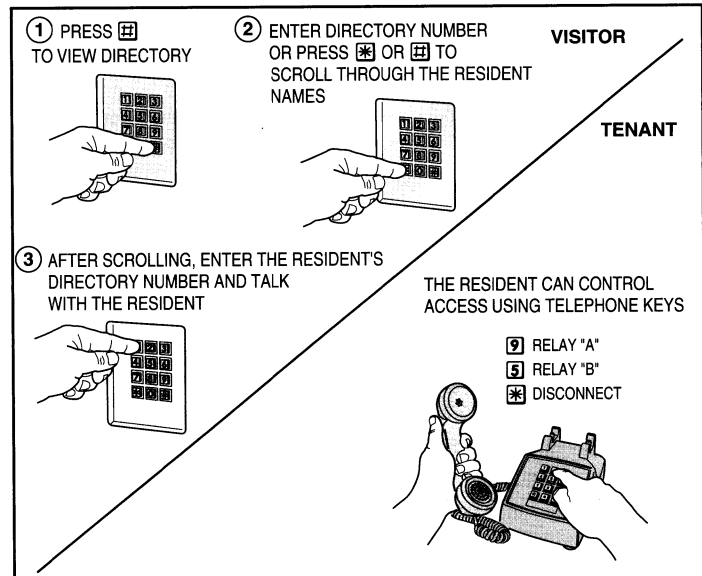 1 PRESS #
TO VIEW DIRECTORY
2 ENTER DIRECTORY NUMBER
OR PRESS * OR # TO
SCROLL THROUGH THE RESIDENT
NAMES
VISITOR
TENANT
3 AFTER SCROLLING, ENTER THE RESIDENT'S
DIRECTORY NUMBER AND TALK
WITH THE RESIDENT
THE RESIDENT CAN CONTROL
ACCESS USING TELEPHONE KEYS
9 RELAY "A"
5 RELAY "B"
* DISCONNECT